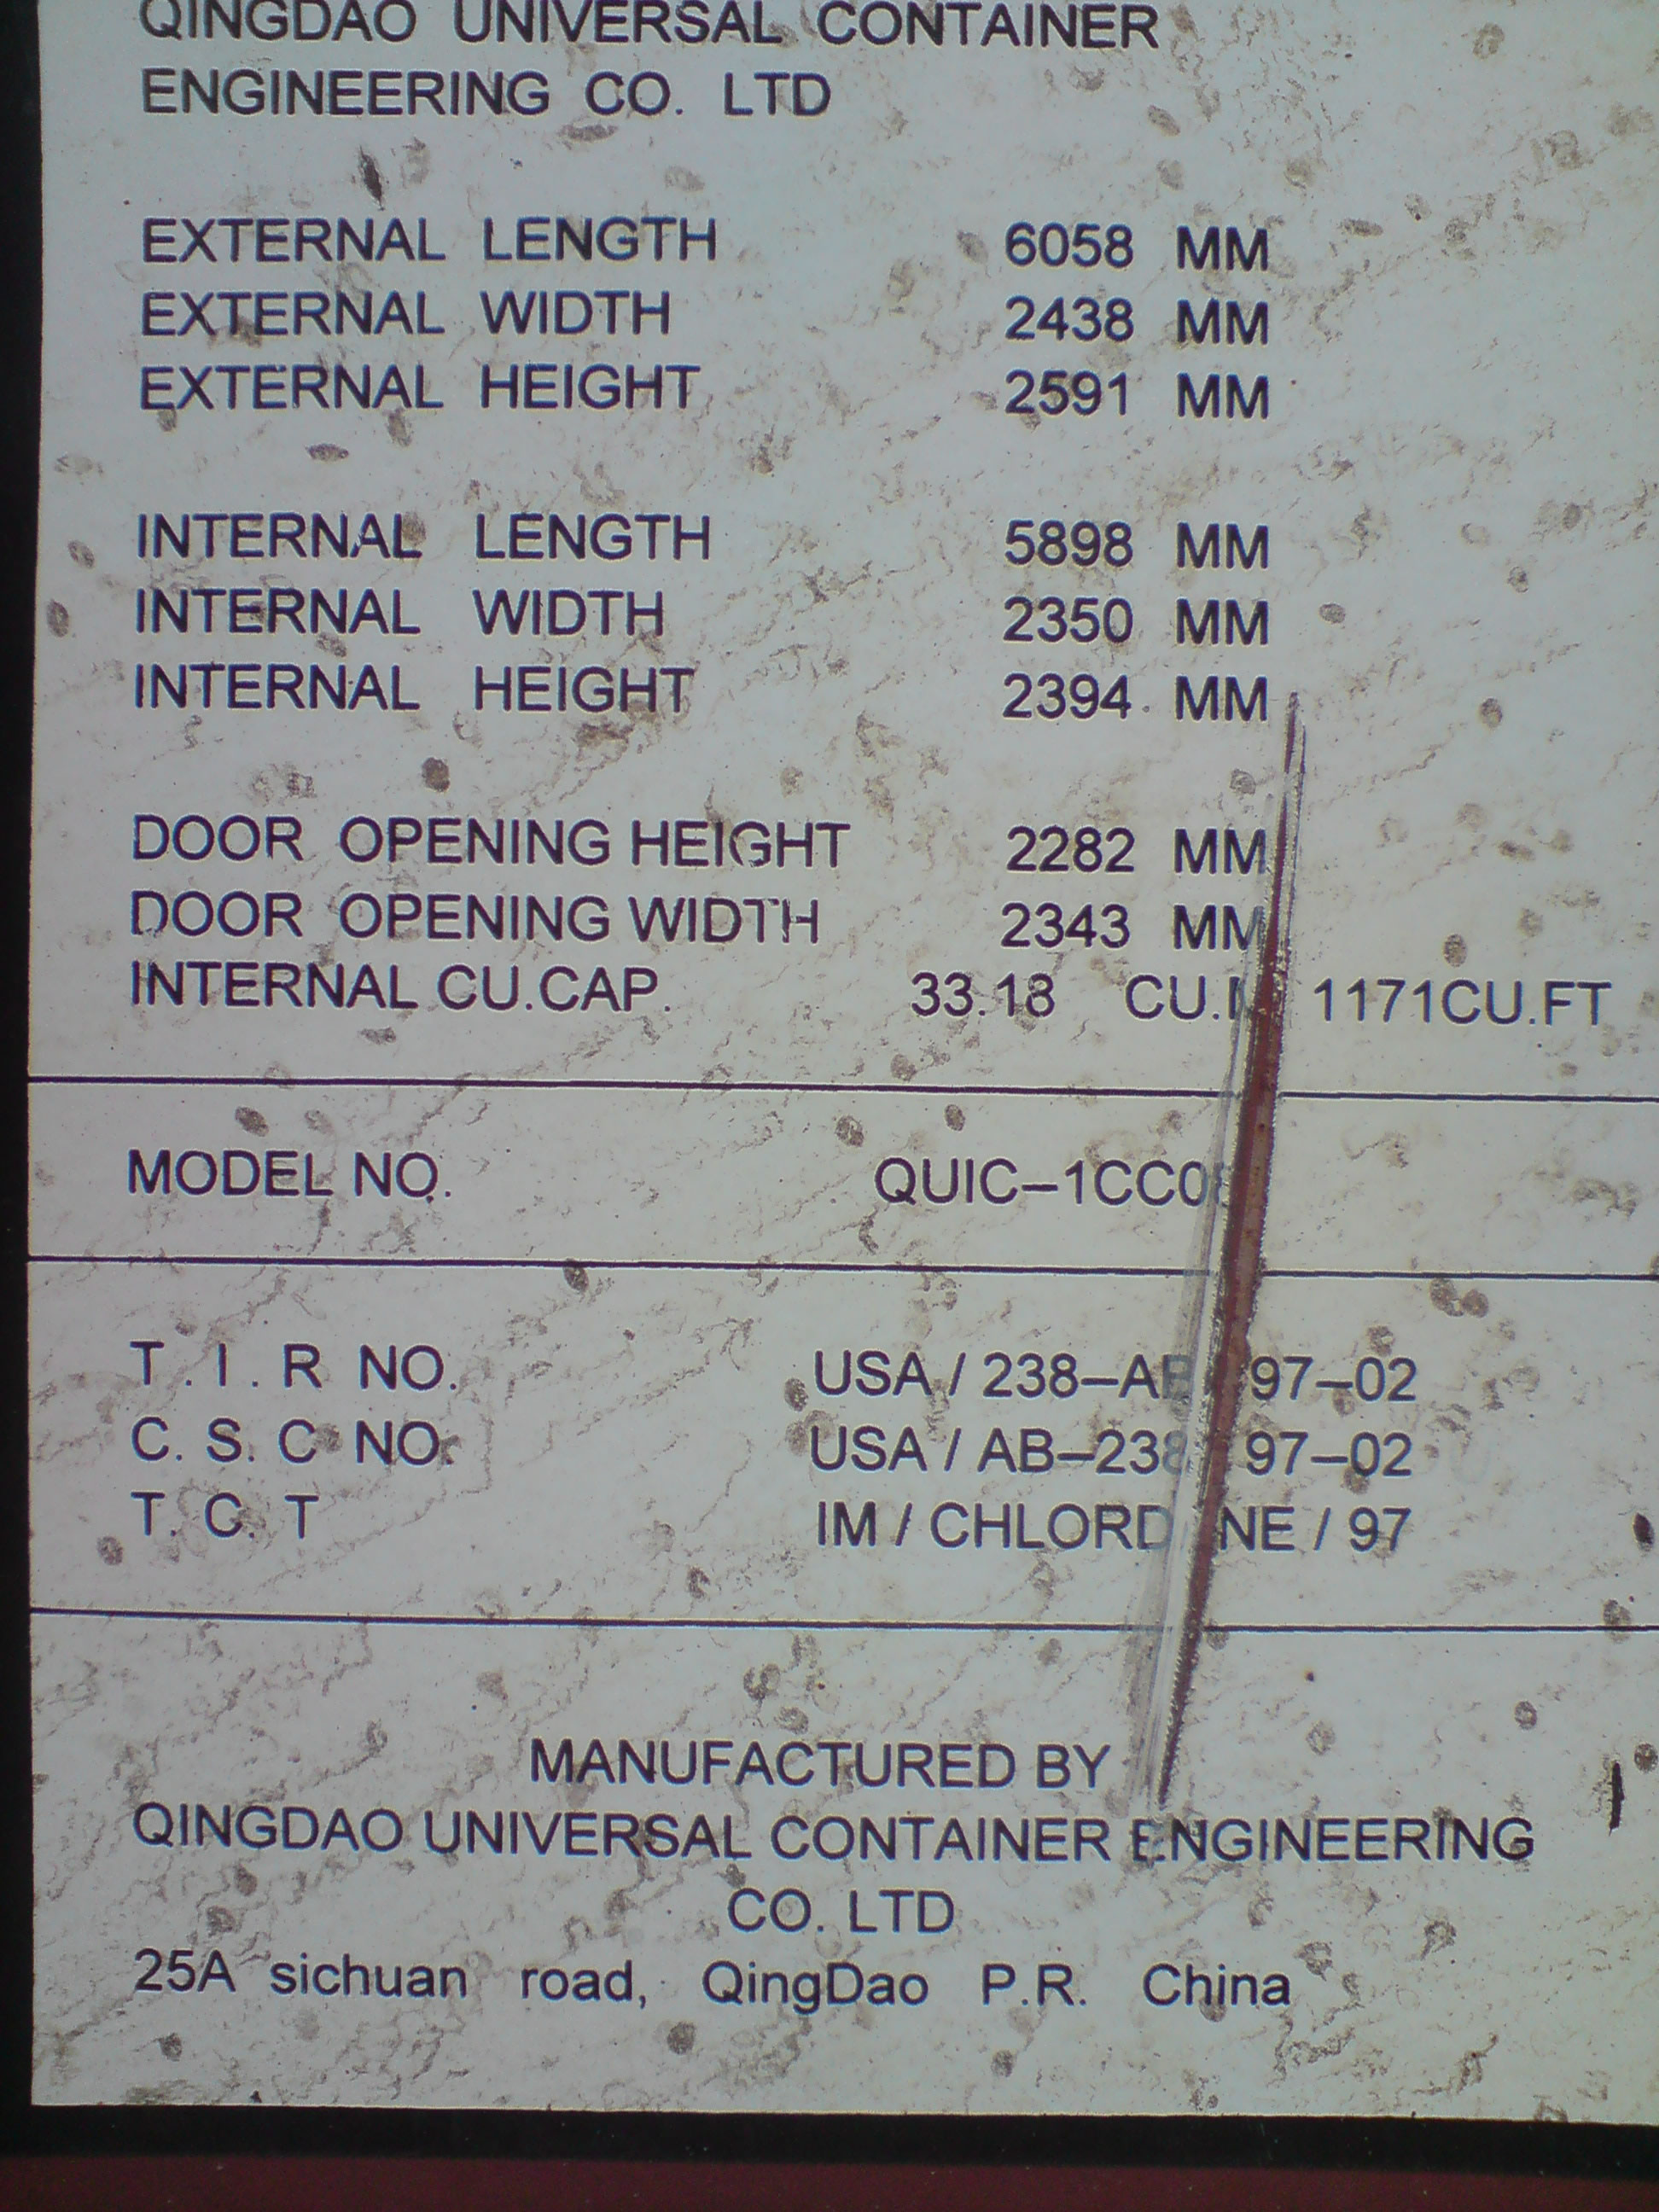 QINGDAO UNIVERSAL CONTAINER
ENGINEERING CO. LTD
EXTERNAL LENGTH 6058 MM
EXTERNAL WIDTH 2438 MM
EXTERNAL HEIGHT 2591 MM
INTERNAL LENGTH 5898 MM
INTERNAL WIDTH 2350 MM
INTERNAL HEIGHT 2394 MM
DOOR OPENING HEIGHT 2282 MM
DOOR OPENING WIDTH 2343 MM
INTERNAL CU.CAP. 33.18 1171CU.FT
MODEL NO.
T.I.R NO. USA / 97-02
C.S.C NO. USA / 97-02
T.C.T IM / / 97
MANUFACTURED BY
QINGDAO UNIVERSAL CONTAINER ENGINEERING
CO. LTD
25A sichuan road, QingDao P.R. China